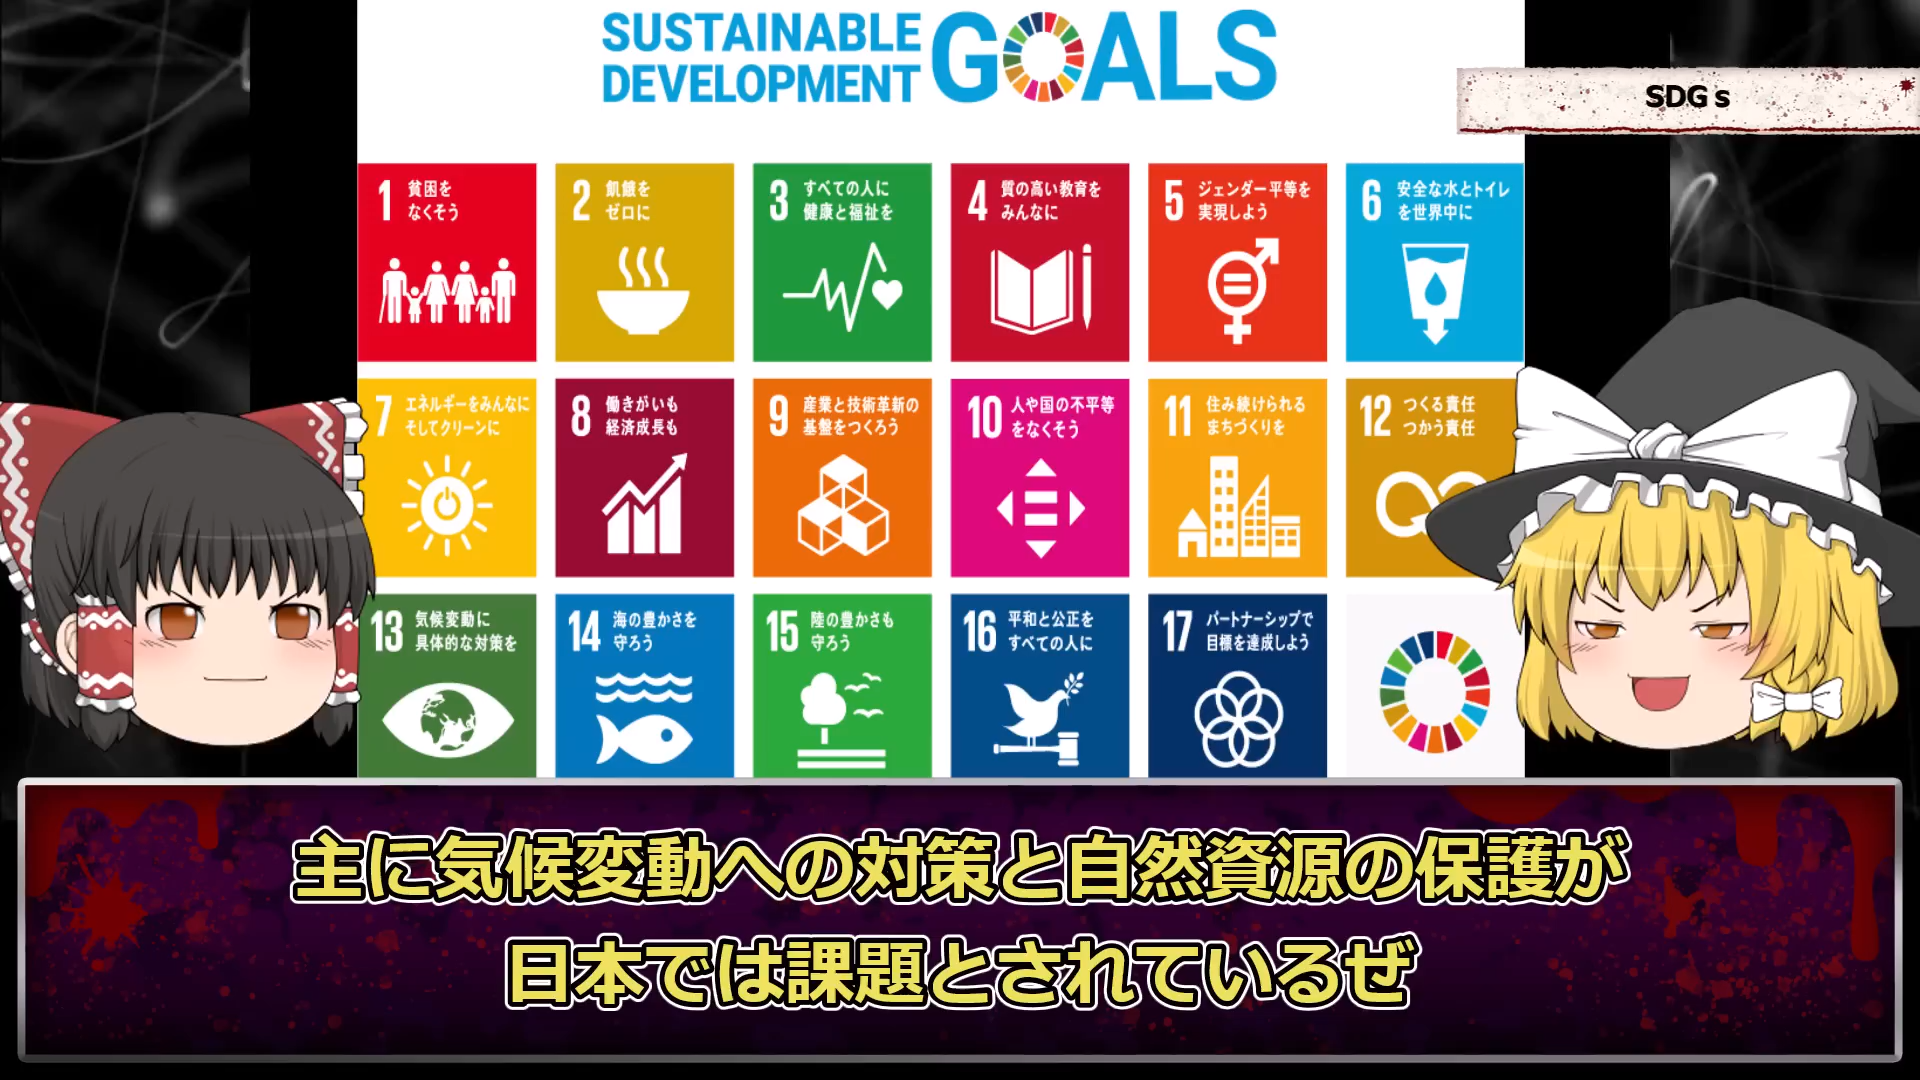 SUSTAINABLE
DEVELOPMENT
GOALS
SDGs
1 貧困を
なくそう
2 飢餓を
ゼロに
3 すべての人に
健康と福祉を
4 質の高い教育を
みんなに
5 ジェンダー平等を
実現しよう
6 安全な水とトイレ
を世界中に
7 エネルギーをみんなに
そしてクリーンに
8 働きがいも
経済成長も
9 産業と技術革新の
基盤をつくろう
10 人や国の不平等
をなくそう
11 住み続けられる
まちづくりを
12 つくる責任
つかう責任
13 気候変動に
具体的な対策を
14 海の豊かさを
守ろう
15 陸の豊かさも
守ろう
16 平和と公正を
すべての人に
17 パートナーシップで
目標を達成しよう
主に気候変動への対策と自然資源の保護が
日本では課題とされているぜ